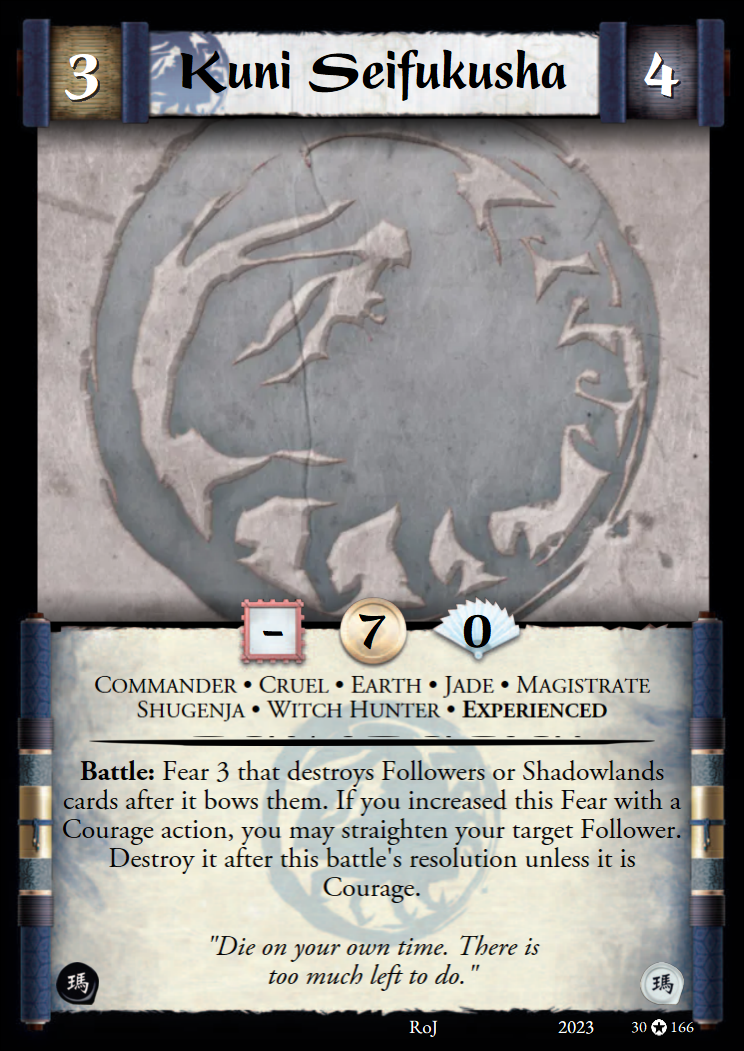 3 Kuni Seifukusha 4
- 7 0
COMMANDER • CRUEL • EARTH • JADE • MAGISTRATE
SHUGENJA • WITCH HUNTER • EXPERIENCED
Battle: Fear 3 that destroys Followers or Shadowlands
cards after it bows them. If you increased this Fear with a
Courage action, you may straighten your target Follower.
Destroy it after this battle's resolution unless it is
Courage.
"Die on your own time. There is
too much left to do."
瑪 瑪
RoJ 2023 30 ✪ 166